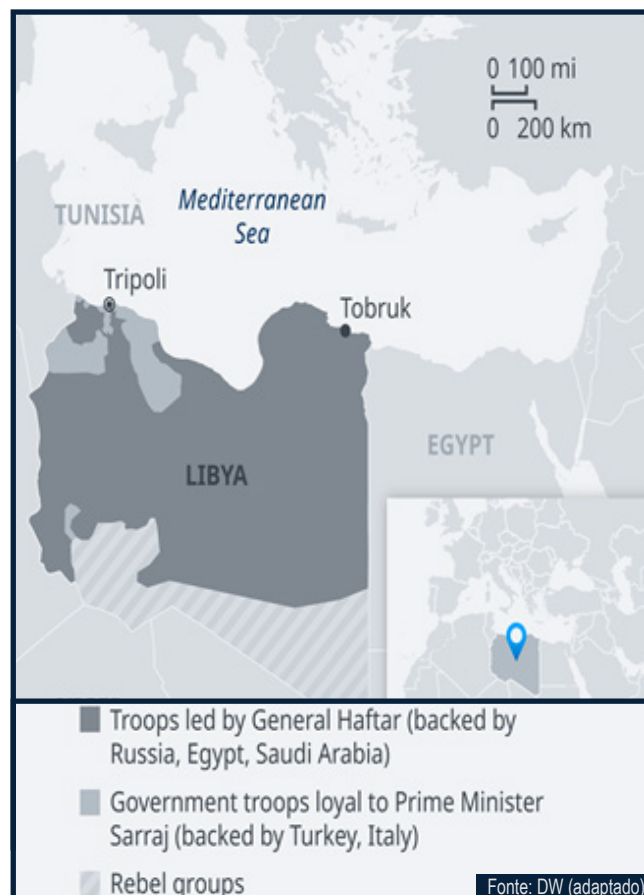 0 100 mi
0 200 km
Mediterranean
Sea
TUNISIA
Tripoli
Tobruk
EGYPT
LIBYA
Troops led by General Haftar (backed by
Russia, Egypt, Saudi Arabia)
Government troops loyal to Prime Minister
Sarraj (backed by Turkey, Italy)
Rebel groups
Fonte: DW (adaptado)